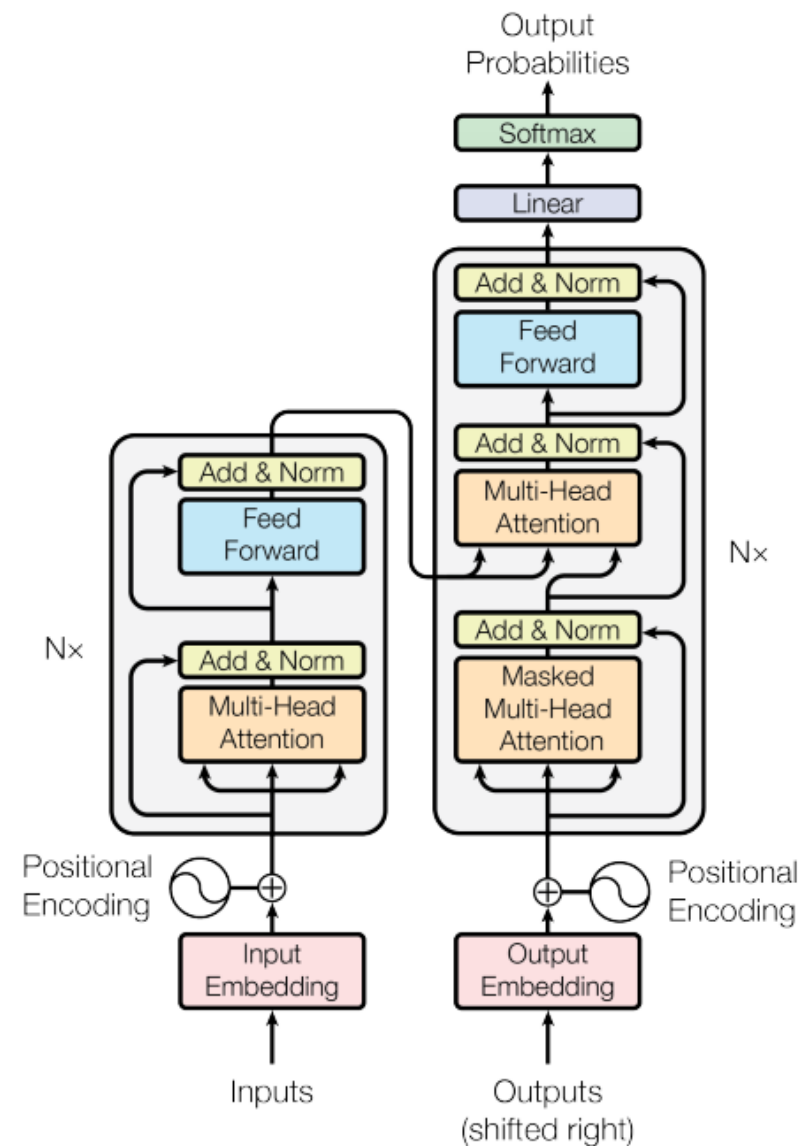 Output
Probabilities
Softmax
Linear
Add & Norm
Feed
Forward
Add & Norm
Multi-Head
Attention
Add & Norm
Masked
Multi-Head
Attention
Nx
Add & Norm
Feed
Forward
Add & Norm
Multi-Head
Attention
Nx
Positional
Encoding
Positional
Encoding
Input
Embedding
Output
Embedding
Inputs
Outputs
(shifted right)